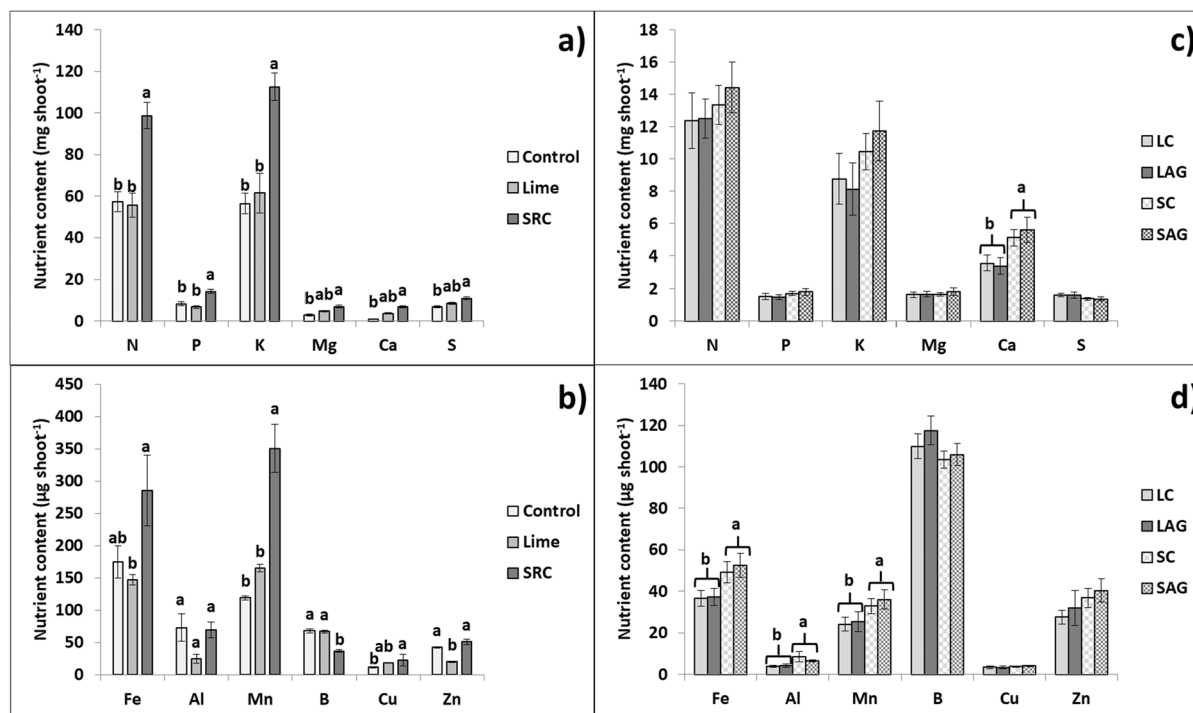 a)
Nutrient content (mg shoot⁻¹)
140
120
100
80
60
40
20
0
b b a
b b a
b b a
b ab a
b ab a
b ab a
N P K Mg Ca S
Control
Lime
SRC
b)
Nutrient content (µg shoot⁻¹)
450
400
350
300
250
200
150
100
50
0
ab b a
a b a
b b a
a a b
b ab a
a b a
Fe Al Mn B Cu Zn
Control
Lime
SRC
c)
Nutrient content (mg shoot⁻¹)
18
16
14
12
10
8
6
4
2
0
b a
N P K Mg Ca S
LC
LAG
SC
SAG
d)
Nutrient content (µg shoot⁻¹)
140
120
100
80
60
40
20
0
b a
b a
b a
Fe Al Mn B Cu Zn
LC
LAG
SC
SAG